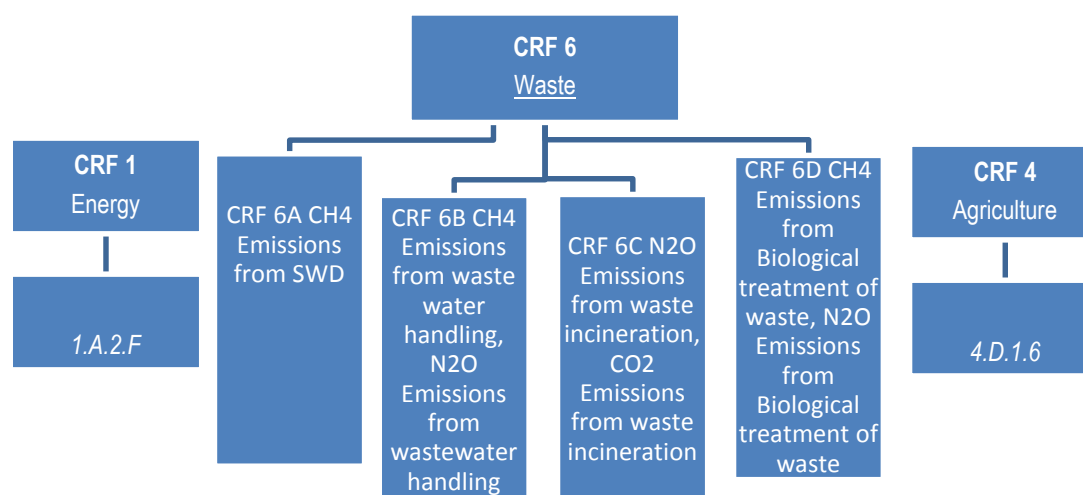 CRF 6
Waste
CRF 1
Energy
1.A.2.F
CRF 6A CH4
Emissions
from SWD
CRF 6B CH4
Emissions
from waste
water
handling,
N2O
Emissions
from
wastewater
handling
CRF 6C N2O
Emissions
from waste
incineration,
CO2
Emissions
from waste
incineration
CRF 6D CH4
Emissions
from
Biological
treatment of
waste, N2O
Emissions
from
Biological
treatment of
waste
CRF 4
Agriculture
4.D.1.6